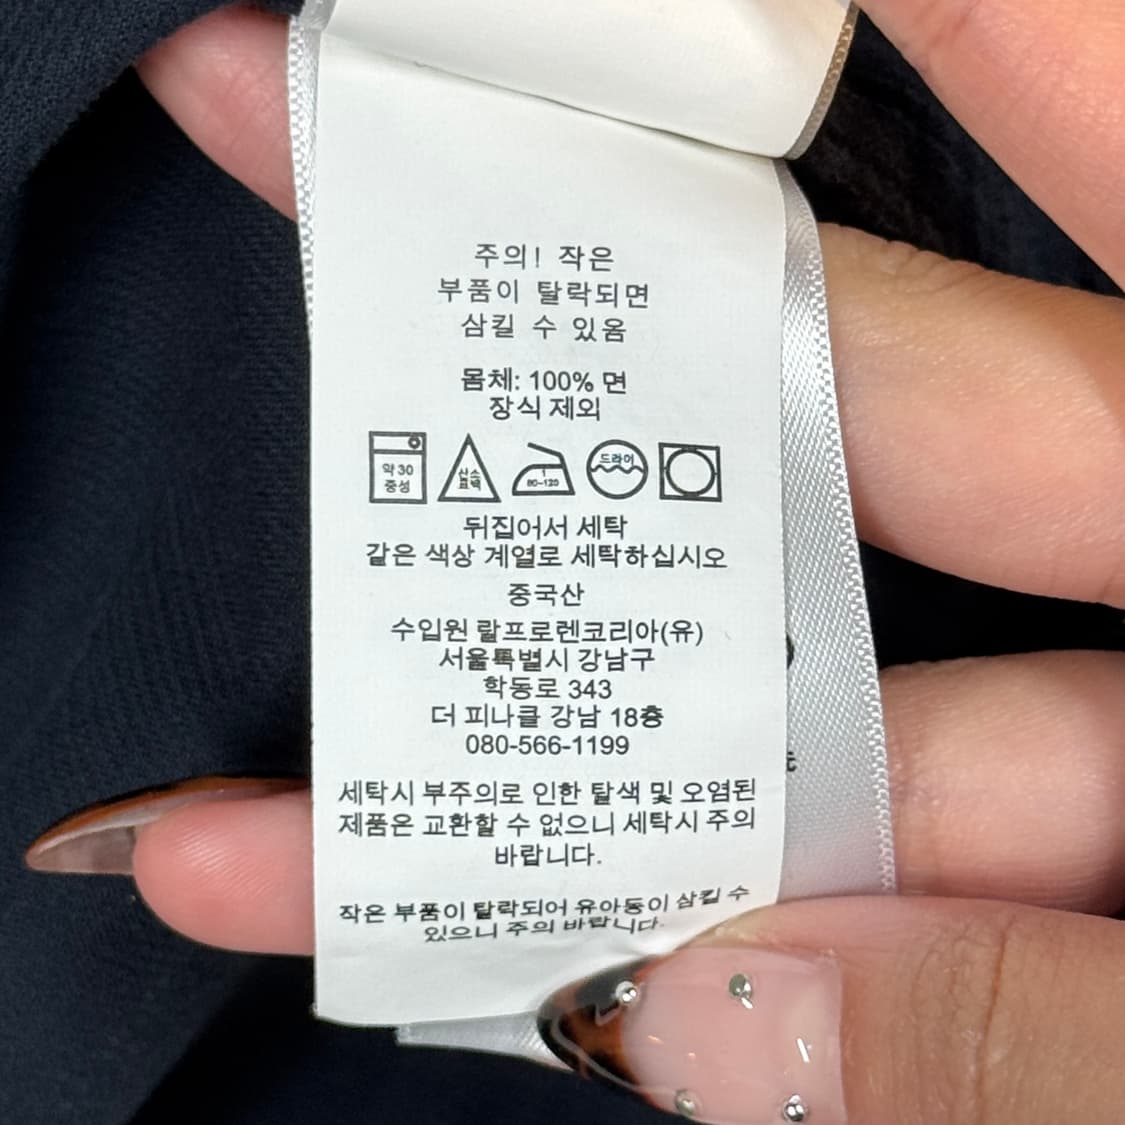 주의! 작은
부품이 탈락되면
삼킬 수 있옴
몸체: 100% 면
장식 제외
약 30
중성
산소
표백
1
80~120
드라이
뒤집어서 세탁
같은 색상 계열로 세탁하십시오
중국산
수입원 랄프로렌코리아(유)
서울특별시 강남구
학동로 343
더 피나클 강남 18층
080-566-1199
세탁시 부주의로 인한 탈색 및 오염된
제품은 교환할 수 없으니 세탁시 주의
바랍니다.
작은 부품이 탈락되어 유아동이 삼킬 수
있으니 주의 바랍니다.